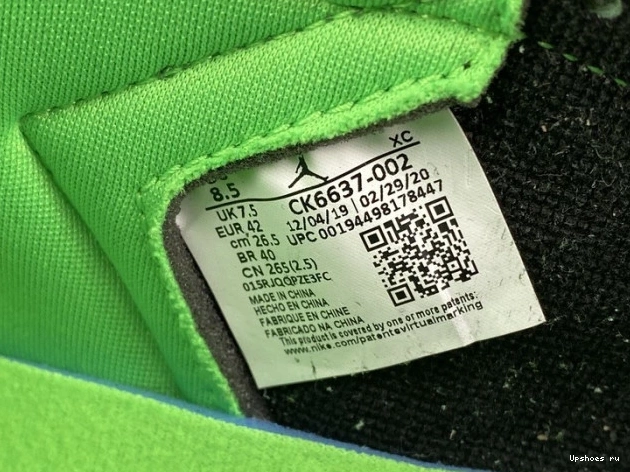 XC
8.5
CK6637-002
UK7.5
12/04/19 | 02/29/20
EUR 42
UPC 00194498178447
cm 26.5
BR 40
CN 265(2.5)
01SRJQQPZE3FC
MADE IN CHINA
HECHO EN CHINA
FABRIQUE EN CHINE
FABRICADO NA CHINA
This product is covered by one or more patents:
www.nike.com/patentsvirtualmarking
Upshoes ru